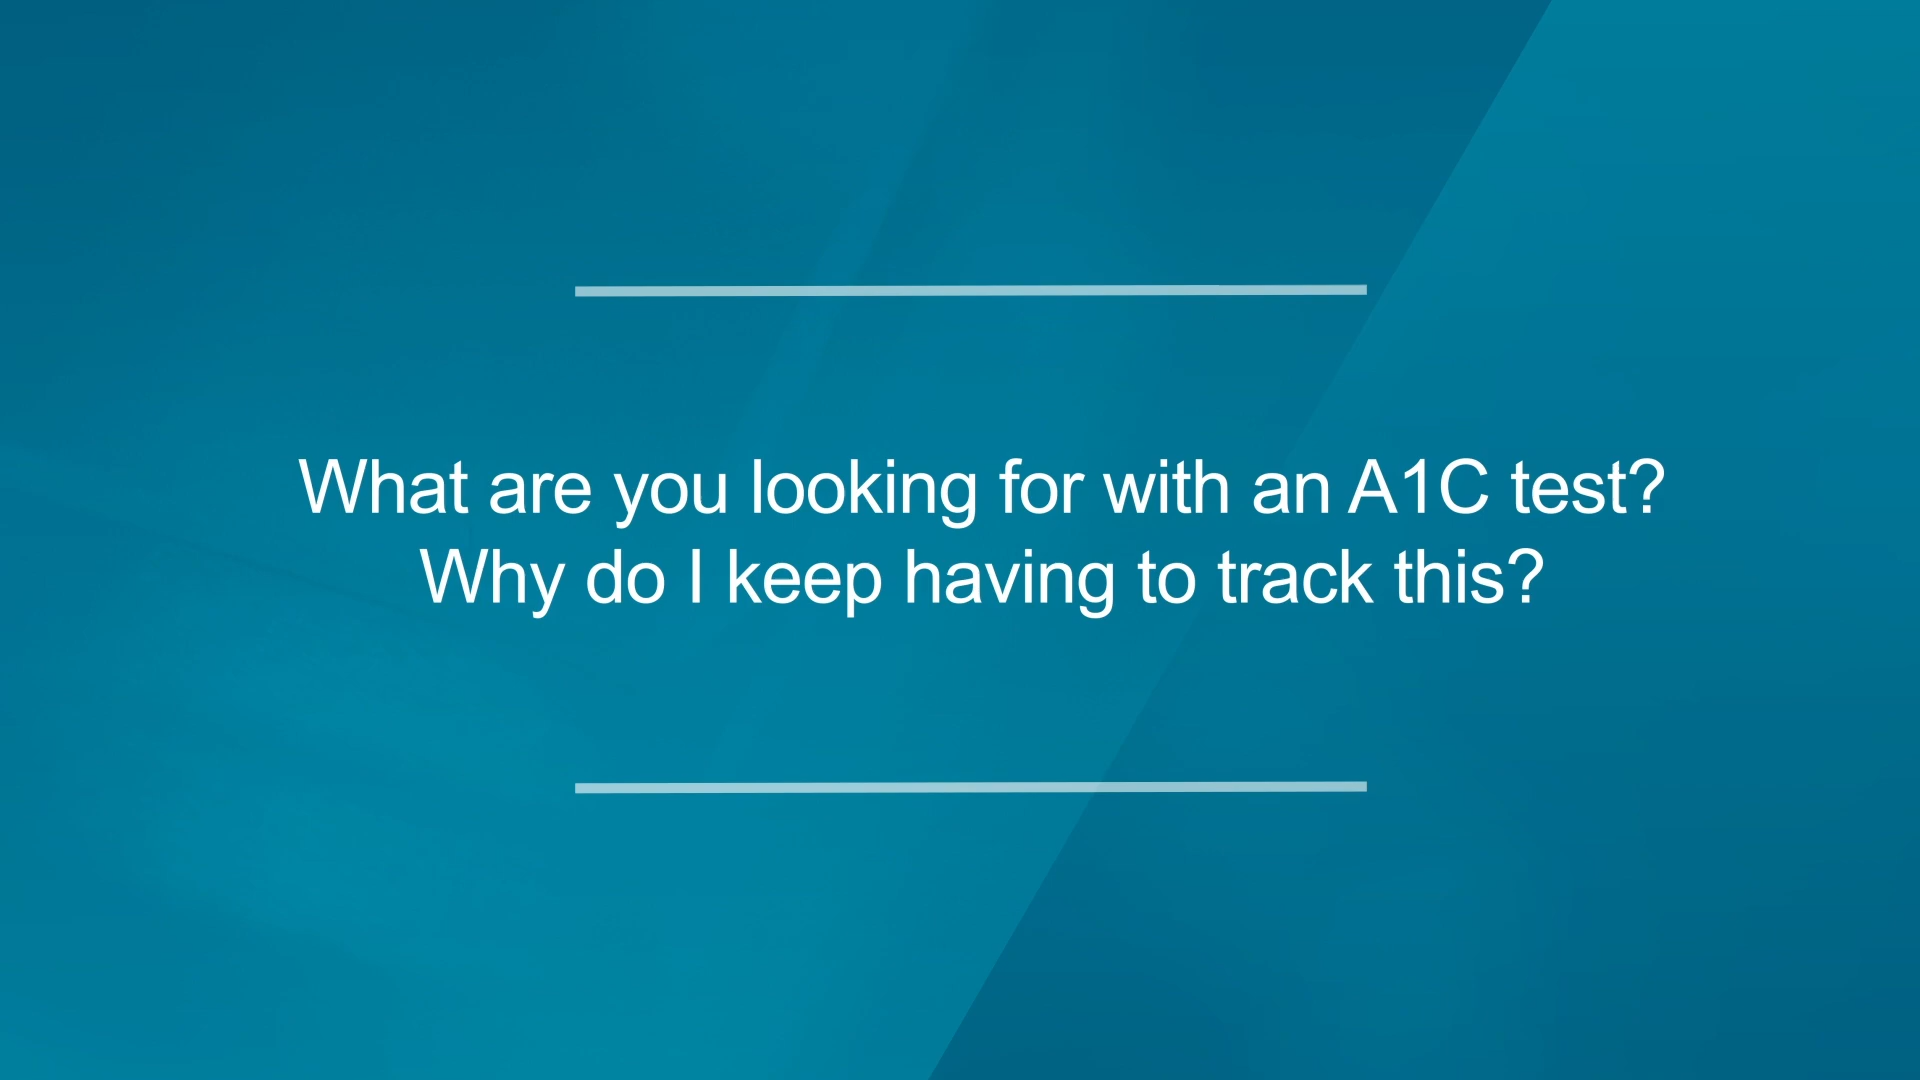 What are you looking for with an A1C test?
Why do I keep having to track this?